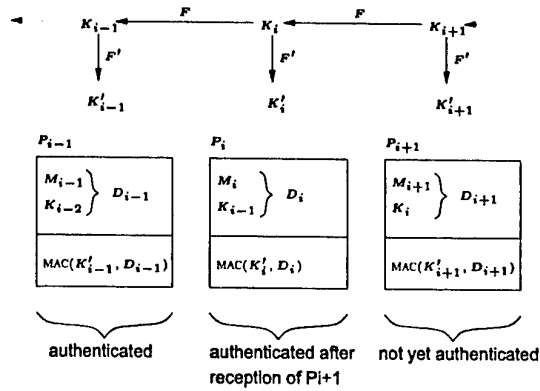 F F
K_{i-1} K_i K_{i+1}
F' F' F'
K'_{i-1} K'_i K'_{i+1}
P_{i-1} P_i P_{i+1}
M_{i-1} M_i M_{i+1}
D_{i-1} D_i D_{i+1}
K_{i-2} K_{i-1} K_i
MAC(K'_{i-1}, D_{i-1}) MAC(K'_i, D_i) MAC(K'_{i+1}, D_{i+1})
authenticated authenticated after not yet authenticated
reception of Pi+1